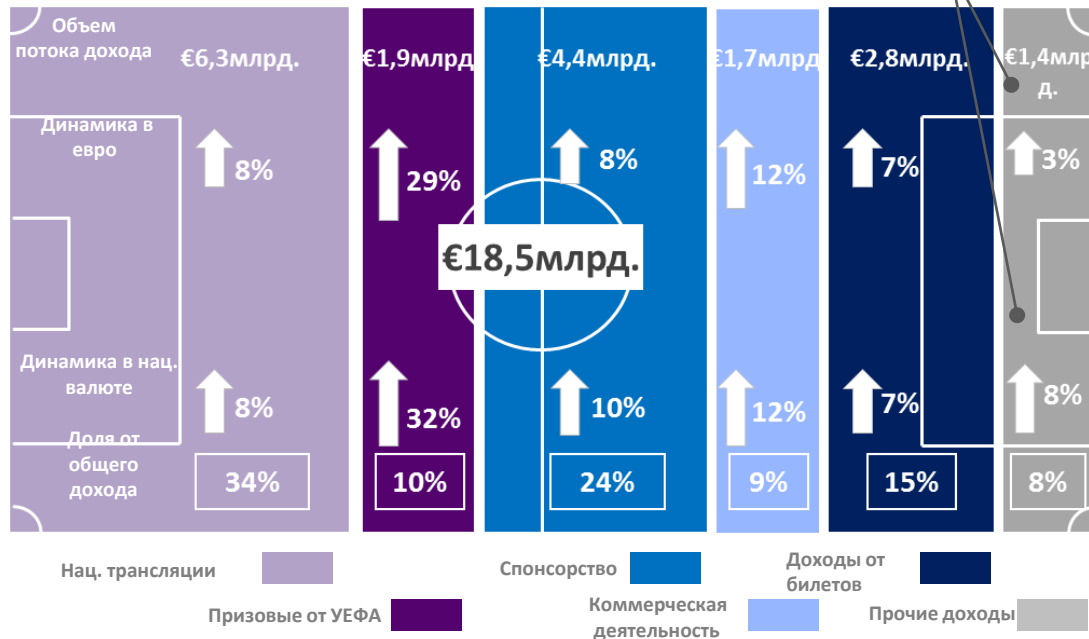 Объем
потока дохода
€6,3млрд.
€1,9млрд
€4,4млрд.
€1,7млрд
€2,8млрд.
€1,4млр
д.
Динамика в
евро
8%
29%
8%
12%
7%
3%
€18,5млрд.
Динамика в нац.
валюте
8%
32%
10%
12%
7%
8%
Доля от
общего
дохода
34%
10%
24%
9%
15%
8%
Нац. трансляции
Спонсорство
Доходы от
билетов
Призовые от УЕФА
Коммерческая
деятельность
Прочие доходы